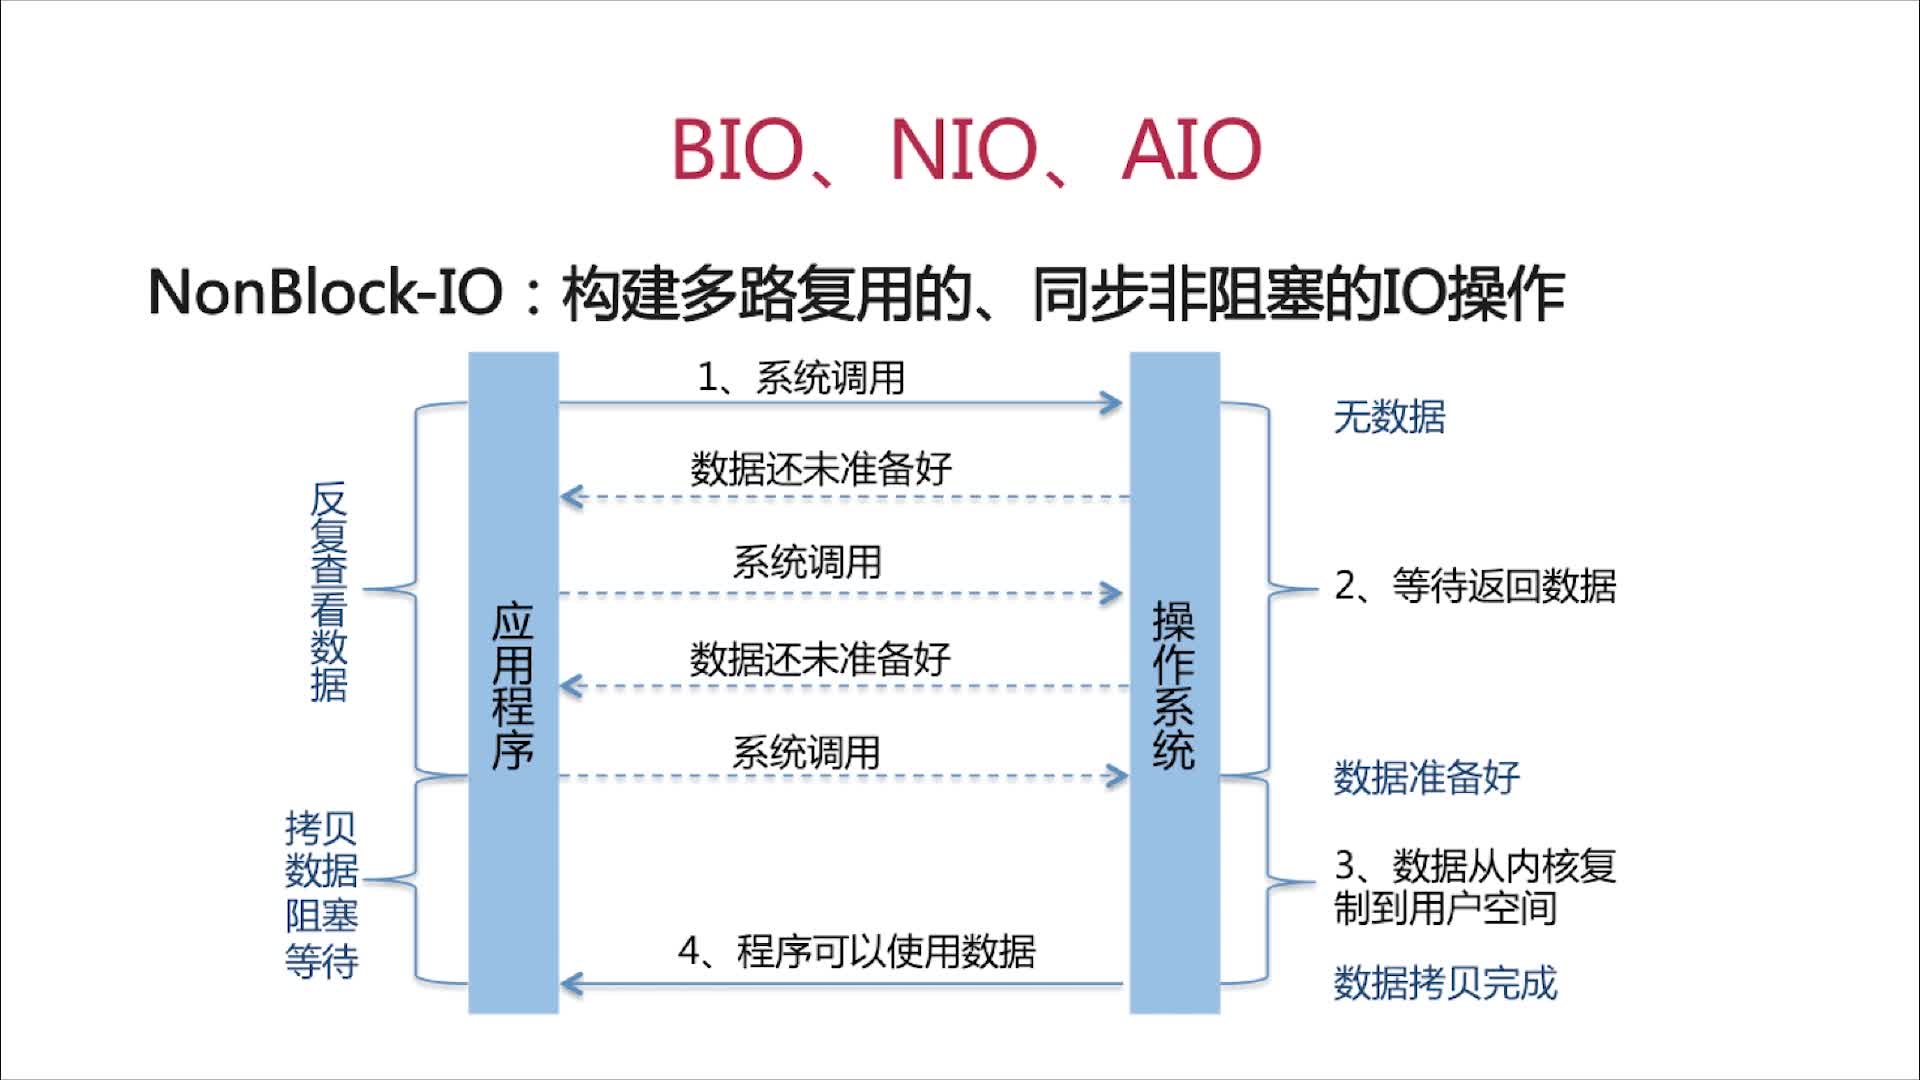 BIO、NIO、AIO
NonBlock-IO：构建多路复用的、同步非阻塞的IO操作
1、系统调用
无数据
数据还未准备好
反复查看数据
系统调用
2、等待返回数据
应用程序
操作系统
数据还未准备好
系统调用
数据准备好
拷贝
数据
阻塞
等待
3、数据从内核复
制到用户空间
4、程序可以使用数据
数据拷贝完成